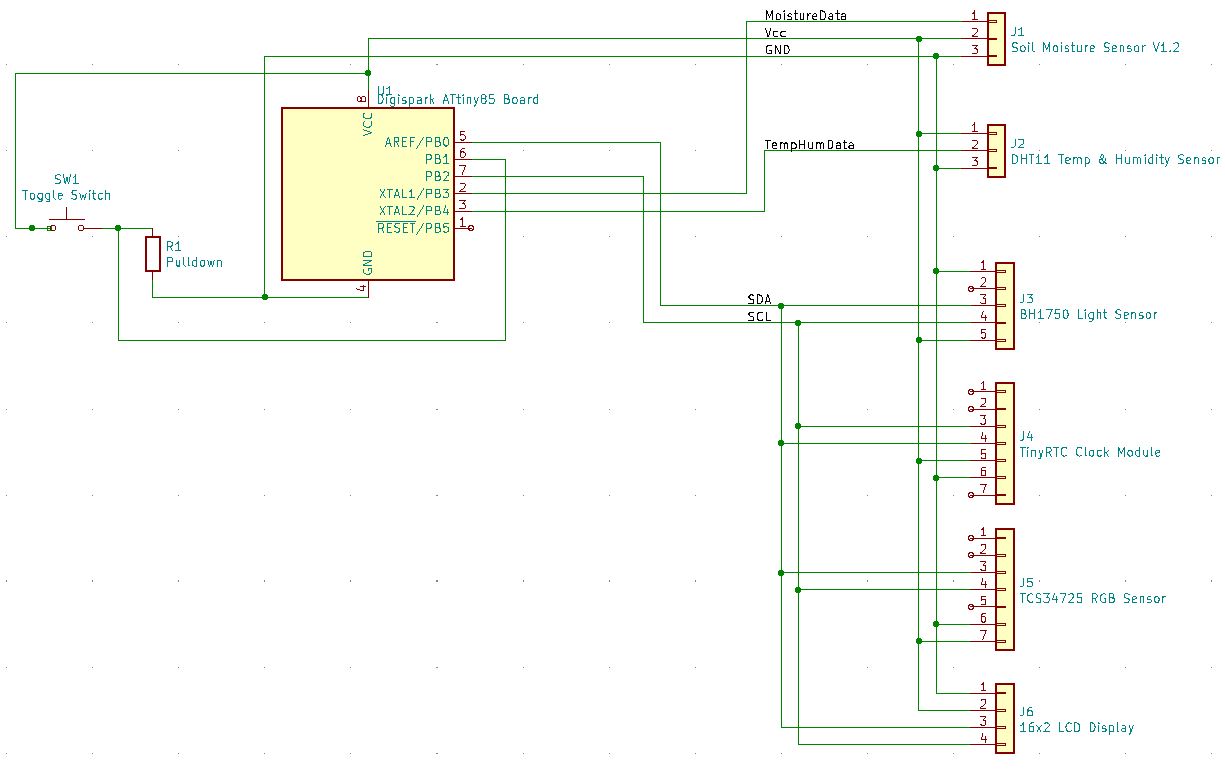 MoistureData
Vcc
GND
1
2
3
J1
Soil Moisture Sensor V1.2
U1
Digispark ATtiny85 Board
8
VCC
AREF/PB0 5
PB1 6
PB2 7
XTAL1/PB3 2
XTAL2/PB4 3
RESET/PB5 1
GND
4
TempHumData
1
2
3
J2
DHT11 Temp & Humidity Sensor
SW1
Toggle Switch
R1
Pulldown
SDA
SCL
1
2
3
4
5
J3
BH1750 Light Sensor
1
2
3
4
5
6
7
J4
TinyRTC Clock Module
1
2
3
4
5
6
7
J5
TCS34725 RGB Sensor
1
2
3
4
J6
16x2 LCD Display